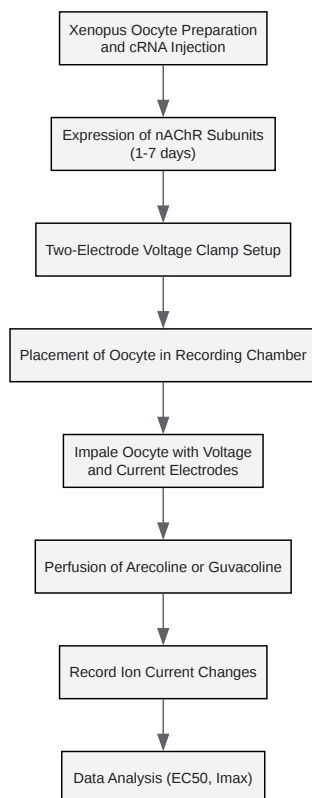 Xenopus Oocyte Preparation
and cRNA Injection
Expression of nAChR Subunits
(1-7 days)
Two-Electrode Voltage Clamp Setup
Placement of Oocyte in Recording Chamber
Impale Oocyte with Voltage
and Current Electrodes
Perfusion of Arecoline or Guvacoline
Record Ion Current Changes
Data Analysis (EC50, Imax)